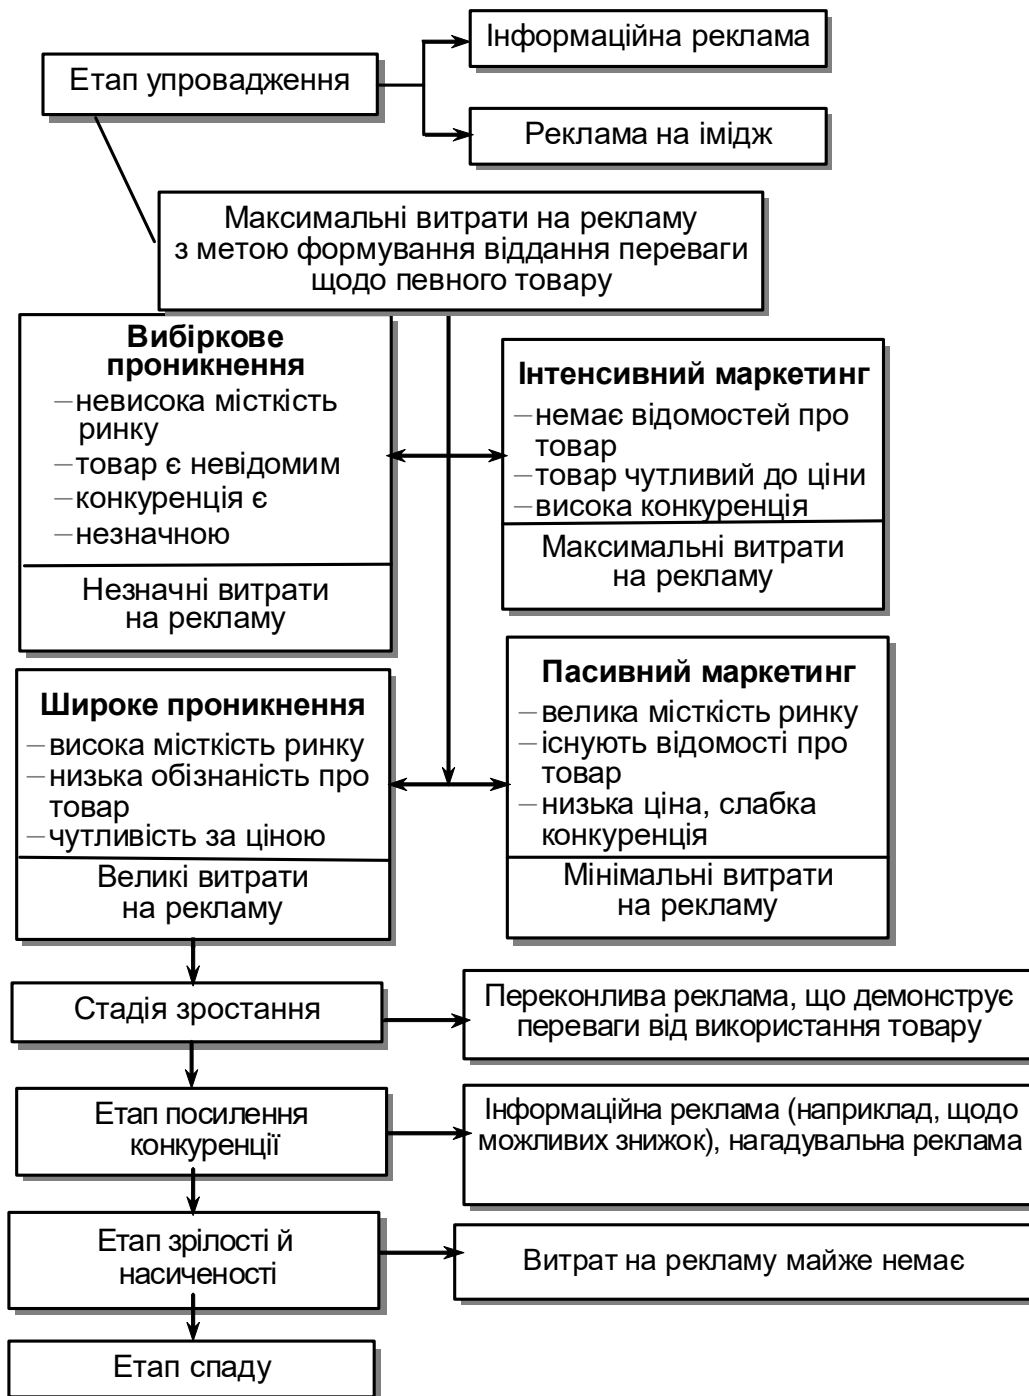 Інформаційна реклама
Етап упровадження
Реклама на імідж
Максимальні витрати на рекламу
з метою формування віддання переваги
щодо певного товару
Вибіркове
проникнення
–невисока місткість
ринку
–товар є невідомим
–конкуренція є
–незначною
Незначні витрати
на рекламу
Інтенсивний маркетинг
–немає відомостей про
товар
–товар чутливий до ціни
–висока конкуренція
Максимальні витрати
на рекламу
Широке проникнення
–висока місткість ринку
–низька обізнаність про
товар
–чутливість за ціною
Великі витрати
на рекламу
Пасивний маркетинг
–велика місткість ринку
–існують відомості про
товар
–низька ціна, слабка
конкуренція
Мінімальні витрати
на рекламу
Стадія зростання
Переконлива реклама, що демонструє
переваги від використання товару
Етап посилення
конкуренції
Інформаційна реклама (наприклад, щодо
можливих знижок), нагадувальна реклама
Етап зрілості й
насиченості
Витрат на рекламу майже немає
Етап спаду